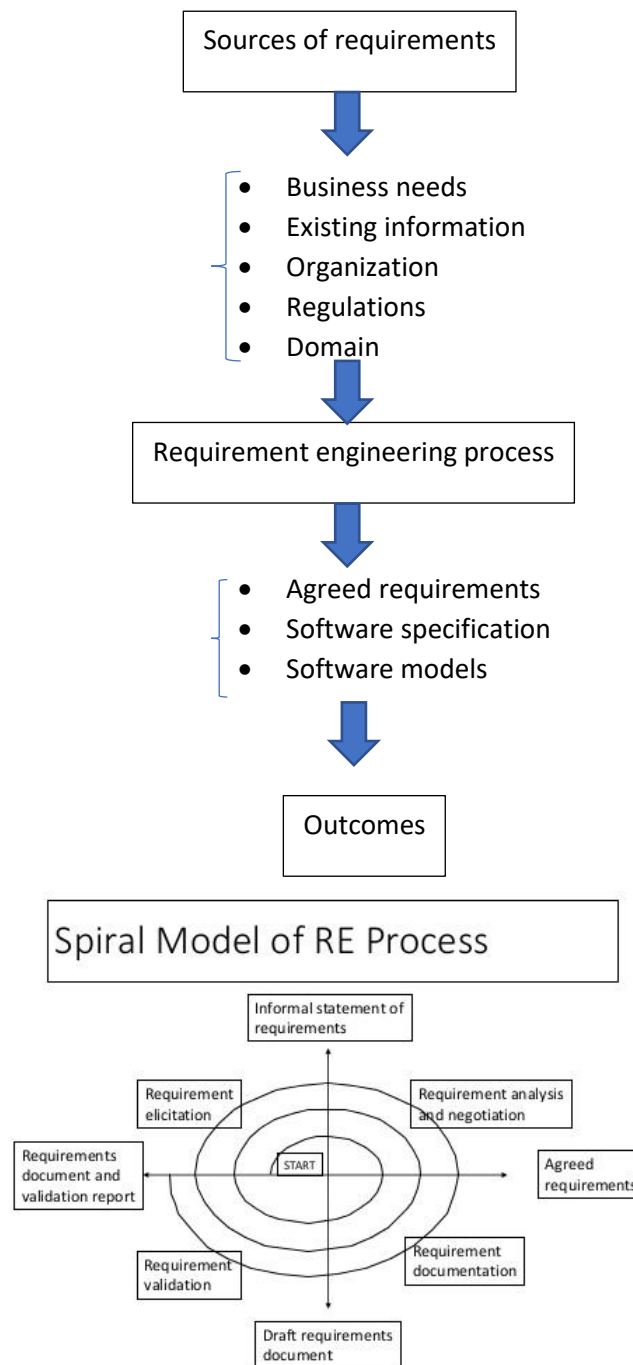 Sources of requirements
• Business needs
• Existing information
• Organization
• Regulations
• Domain
Requirement engineering process
• Agreed requirements
• Software specification
• Software models
Outcomes
Spiral Model of RE Process
Informal statement of
requirements
Requirement
elicitation
Requirement analysis
and negotiation
Requirements
document and
validation report
START
Agreed
requirements
Requirement
validation
Requirement
documentation
Draft requirements
document